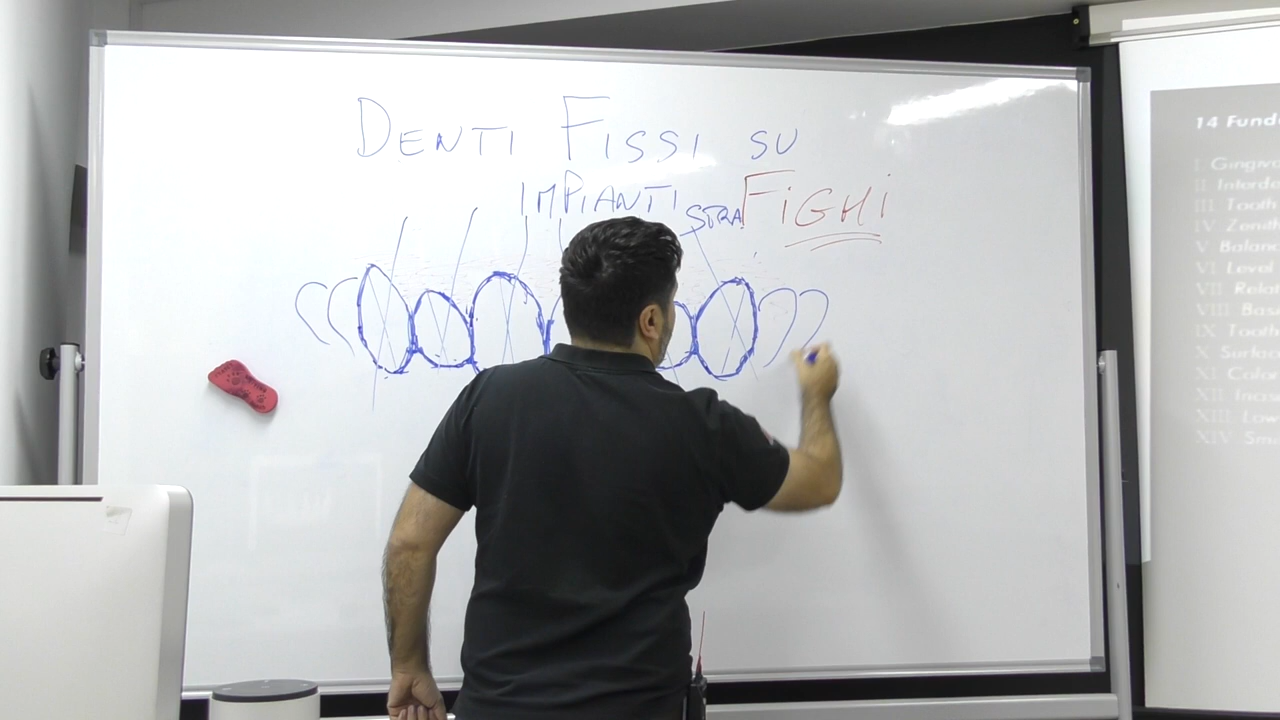 DENTI FISSI SU
IMPIANTI STRAFiGHi
14 Fund
I. Gingiv
II. Interde
III. Tooth
IV. Zenith
V. Balanc
VI. Level
VII. Relat
VIII. Basi
IX. Tooth
X. Surfac
XI. Color
XII. Incis
XIII. Low
XIV. Smi